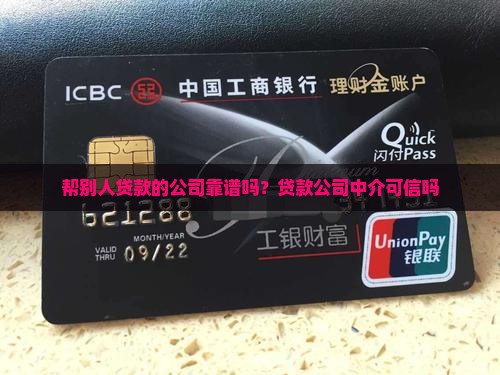 ICBC 中国工商银行 理财金账户
Quick
闪付Pass
帮别人贷款的公司靠谱吗？贷款公司中介可信吗
621288
MONTH/YEAR
VALID THRU 09/22
工银财富
UnionPay
银联